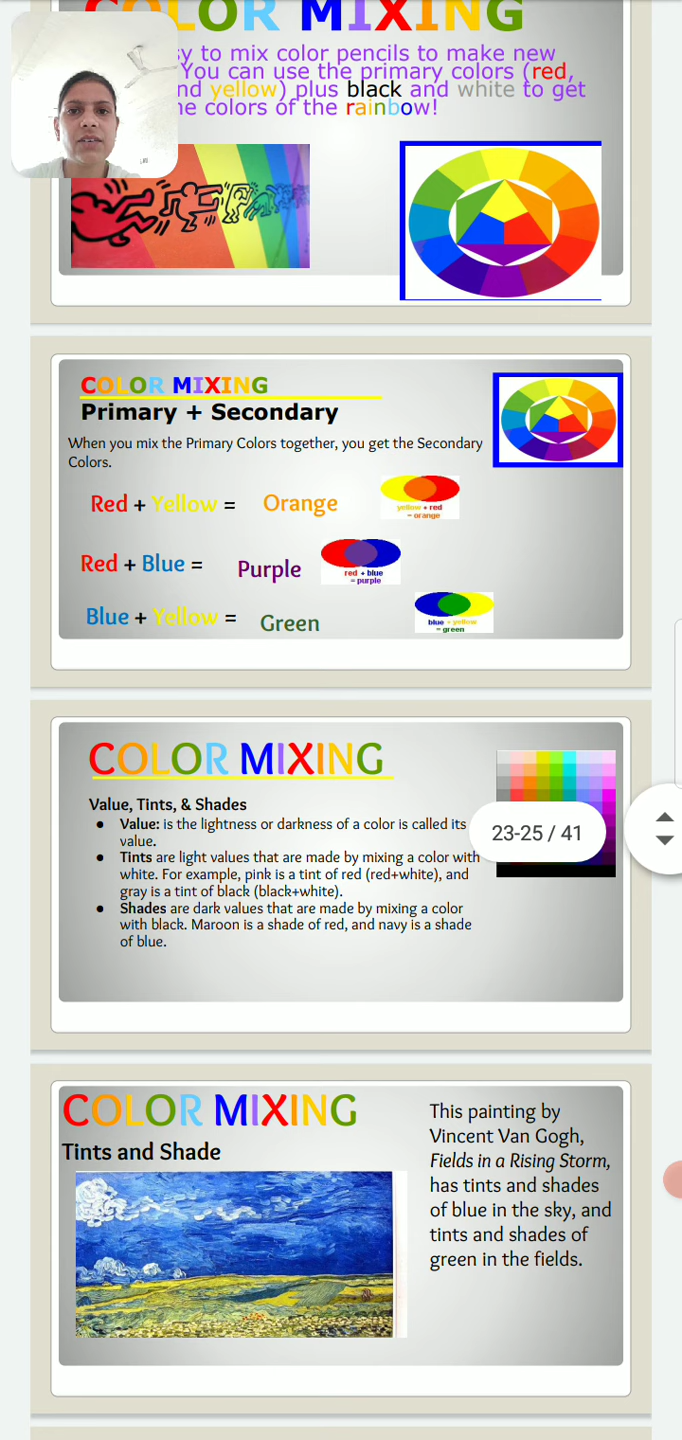 COLOR MIXING
sy to mix color pencils to make new
You can use the primary colors (red,
nd yellow) plus black and white to get
ne colors of the rainbow!
COLOR MIXING
Primary + Secondary
When you mix the Primary Colors together, you get the Secondary
Colors.
Red + Yellow = Orange
yellow + red
= orange
Red + Blue = Purple
red + blue
= purple
Blue + Yellow = Green
blue + yellow
= green
COLOR MIXING
Value, Tints, & Shades
● Value: is the lightness or darkness of a color is called its
value.
● Tints are light values that are made by mixing a color with
white. For example, pink is a tint of red (red+white), and
gray is a tint of black (black+white).
● Shades are dark values that are made by mixing a color
with black. Maroon is a shade of red, and navy is a shade
of blue.
23-25 / 41
COLOR MIXING
Tints and Shade
This painting by
Vincent Van Gogh,
Fields in a Rising Storm,
has tints and shades
of blue in the sky, and
tints and shades of
green in the fields.